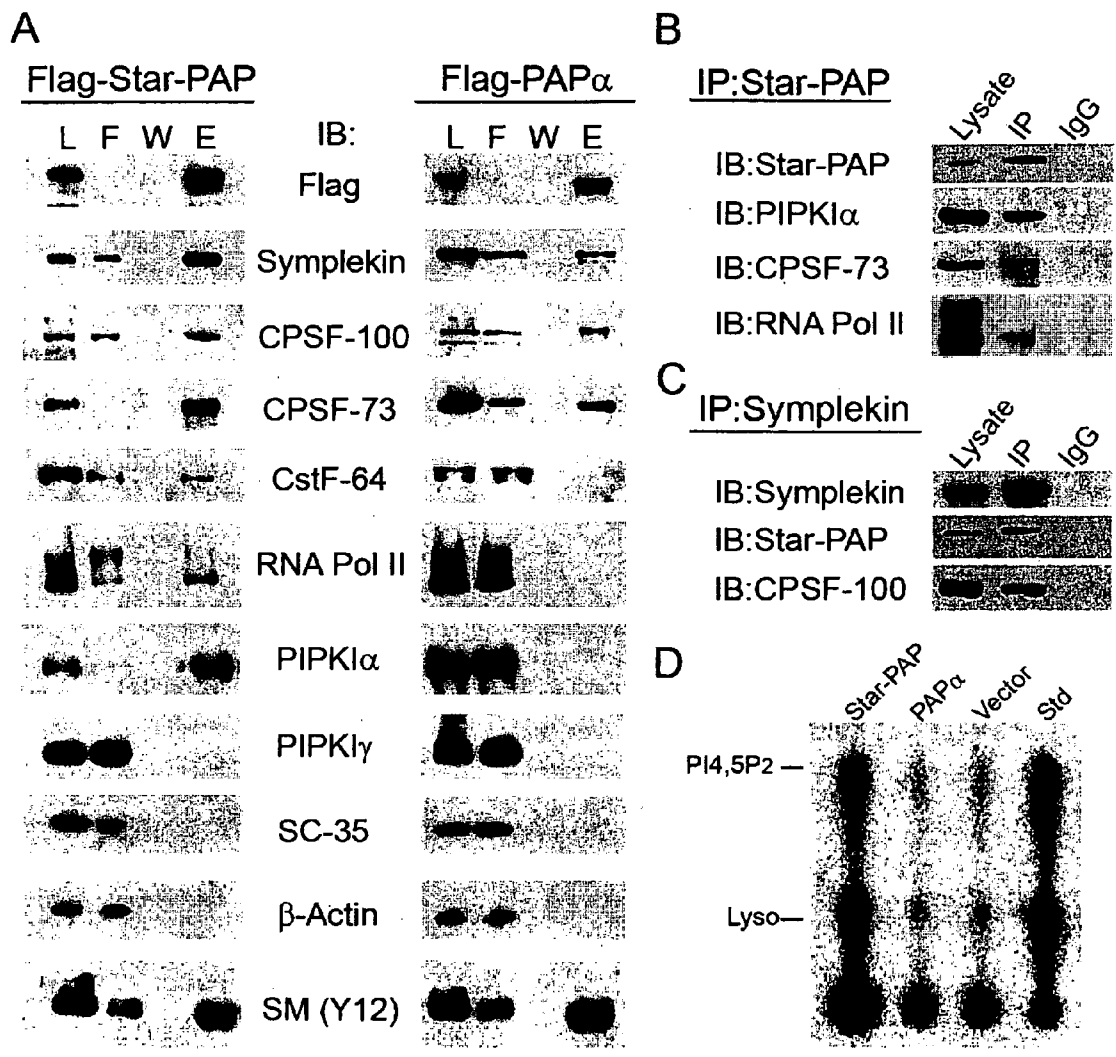 A
Flag-Star-PAP
Flag-PAPα
L F W E
IB:
L F W E
Flag
Symplekin
CPSF-100
CPSF-73
CstF-64
RNA Pol II
PIPKIα
PIPKIγ
SC-35
β-Actin
SM (Y12)
B
IP:Star-PAP
Lysate IP IgG
IB:Star-PAP
IB:PIPKIα
IB:CPSF-73
IB:RNA Pol II
C
IP:Symplekin
Lysate IP IgG
IB:Symplekin
IB:Star-PAP
IB:CPSF-100
D
Star-PAP PAPα Vector Std
PI4,5P2
Lyso